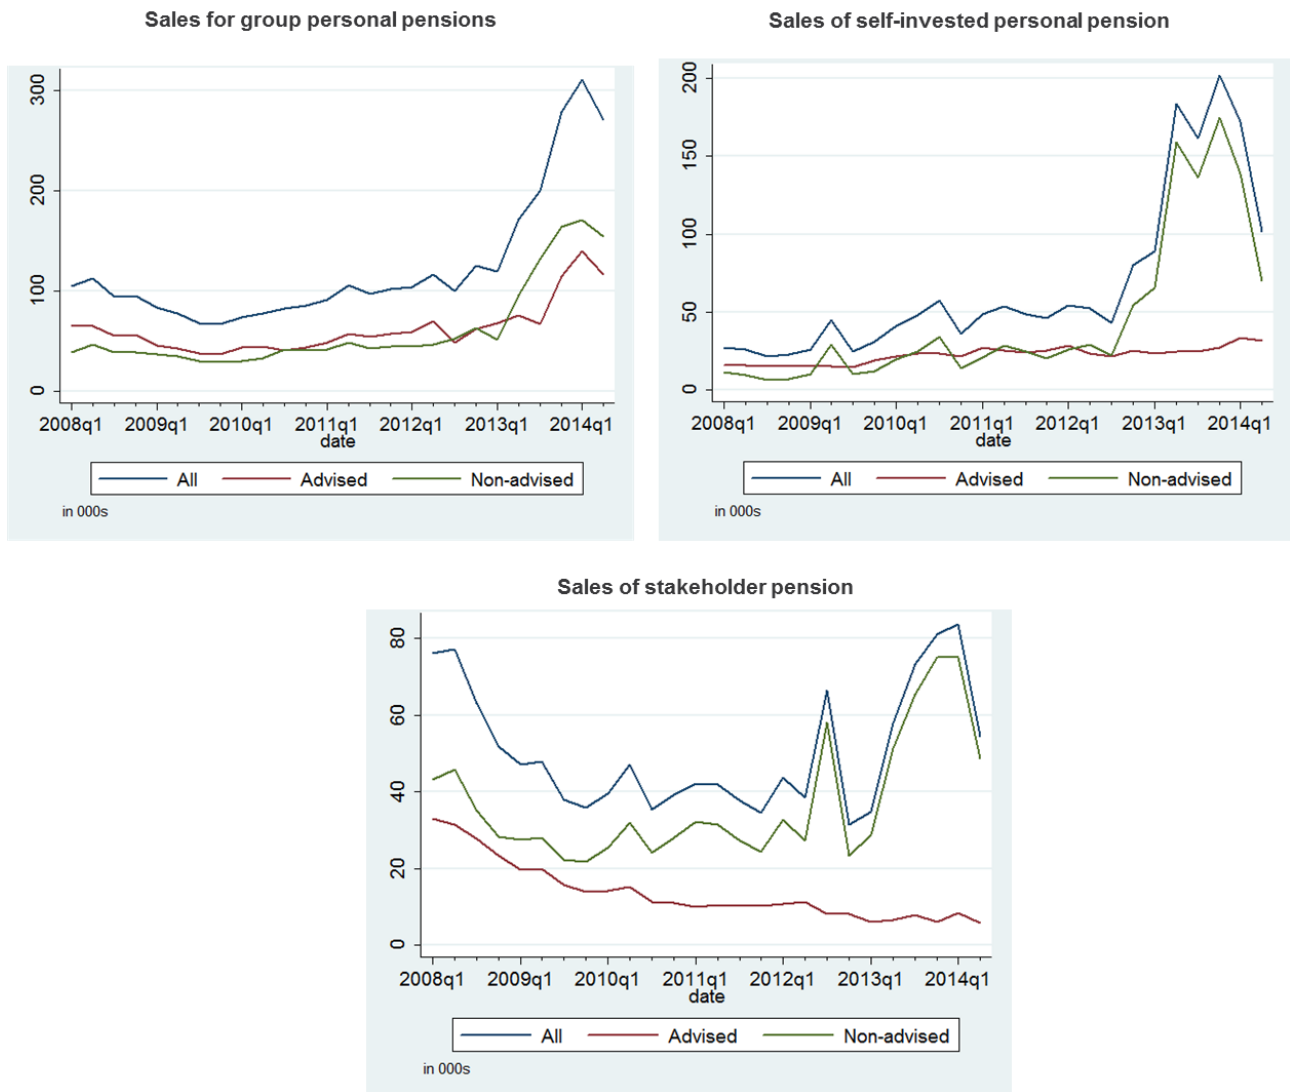 Sales for group personal pensions
300
200
100
0
2008q1 2009q1 2010q1 2011q1 2012q1 2013q1 2014q1
date
All Advised Non-advised
in 000s
Sales of self-invested personal pension
200
150
100
50
0
2008q1 2009q1 2010q1 2011q1 2012q1 2013q1 2014q1
date
All Advised Non-advised
in 000s
Sales of stakeholder pension
80
60
40
20
0
2008q1 2009q1 2010q1 2011q1 2012q1 2013q1 2014q1
date
All Advised Non-advised
in 000s